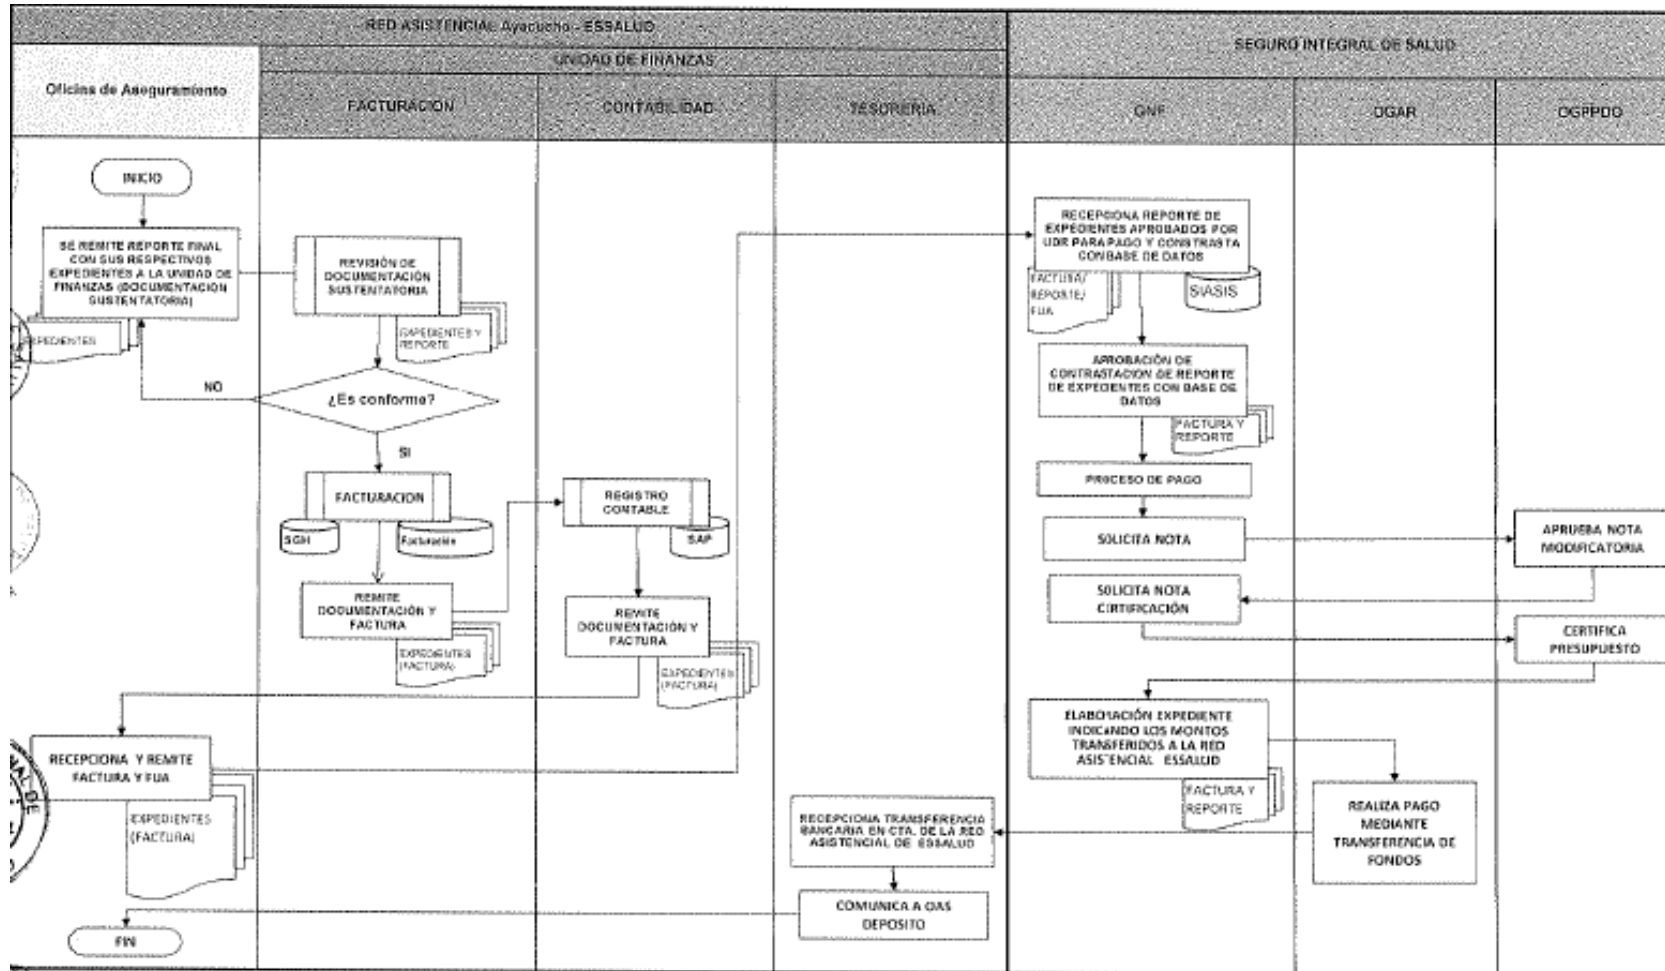 RED ASISTENCIAL Ayacucho - ESSALUD
SEGURO INTEGRAL DE SALUD
UNIDAD DE FINANZAS
Oficina de Aseguramiento
FACTURACION
CONTABILIDAD
TESORERIA
GNF
OGAR
OGPPDO
INICIO
SE REMITE REPORTE FINAL
CON SUS RESPECTIVOS
EXPEDIENTES A LA UNIDAD DE
FINANZAS (DOCUMENTACION
SUSTENTATORIA)
EXPEDIENTES
REVISIÓN DE
DOCUMENTACIÓN
SUSTENTATORIA
EXPEDIENTES Y
REPORTE
¿Es conforme?
NO
SI
FACTURACION
SGH
Facturación
REMITE
DOCUMENTACIÓN Y
FACTURA
EXPEDIENTES
(FACTURA)
REGISTRO
CONTABLE
SAP
REMITE
DOCUMENTACIÓN Y
FACTURA
EXPEDIENTES
(FACTURA)
RECEPCIONA Y REMITE
FACTURA Y FUA
EXPEDIENTES
(FACTURA)
RECEPCIONA REPORTE DE
EXPEDIENTES APROBADOS POR
UDR PARA PAGO Y CONSTRASTA
CON BASE DE DATOS
FACTURA/
REPORTE/
FUA
SIASIS
APROBACIÓN DE
CONTRASTACION DE REPORTE
DE EXPEDIENTES CON BASE DE
DATOS
FACTURA Y
REPORTE
PROCESO DE PAGO
SOLICITA NOTA
APRUEBA NOTA
MODIFICATORIA
SOLICITA NOTA
CERTIFICACIÓN
CERTIFICA
PRESUPUESTO
ELABORACIÓN EXPEDIENTE
INDICANDO LOS MONTOS
TRANSFERIDOS A LA RED
ASISTENCIAL ESSALUD
FACTURA Y
REPORTE
REALIZA PAGO
MEDIANTE
TRANSFERENCIA DE
FONDOS
RECEPCIONA TRANSFERENCIA
BANCARIA EN CTA. DE LA RED
ASISTENCIAL DE ESSALUD
COMUNICA A OAS
DEPOSITO
FIN